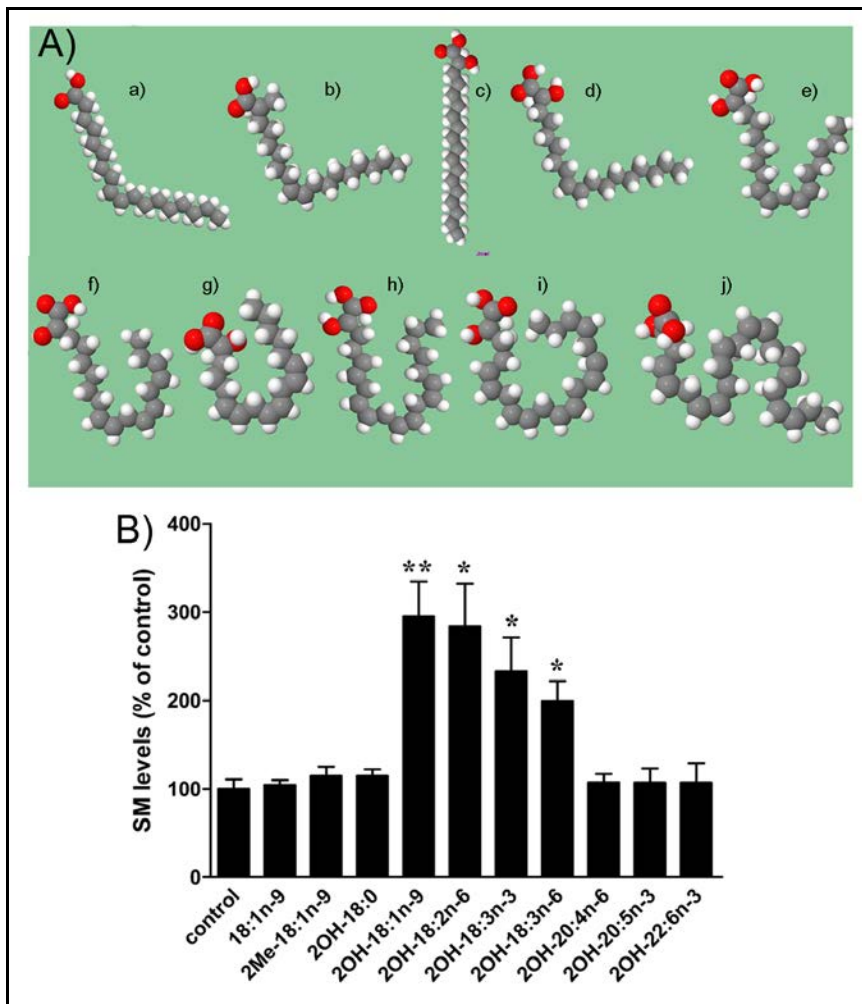 A)
a)
b)
c)
d)
e)
f)
g)
h)
i)
j)
B)
SM levels (% of control)
400
300
200
100
0
**
*
*
*
control
18:1n-9
2Me-18:1n-9
2OH-18:0
2OH-18:1n-9
2OH-18:2n-6
2OH-18:3n-3
2OH-18:3n-6
2OH-20:4n-6
2OH-20:5n-3
2OH-22:6n-3